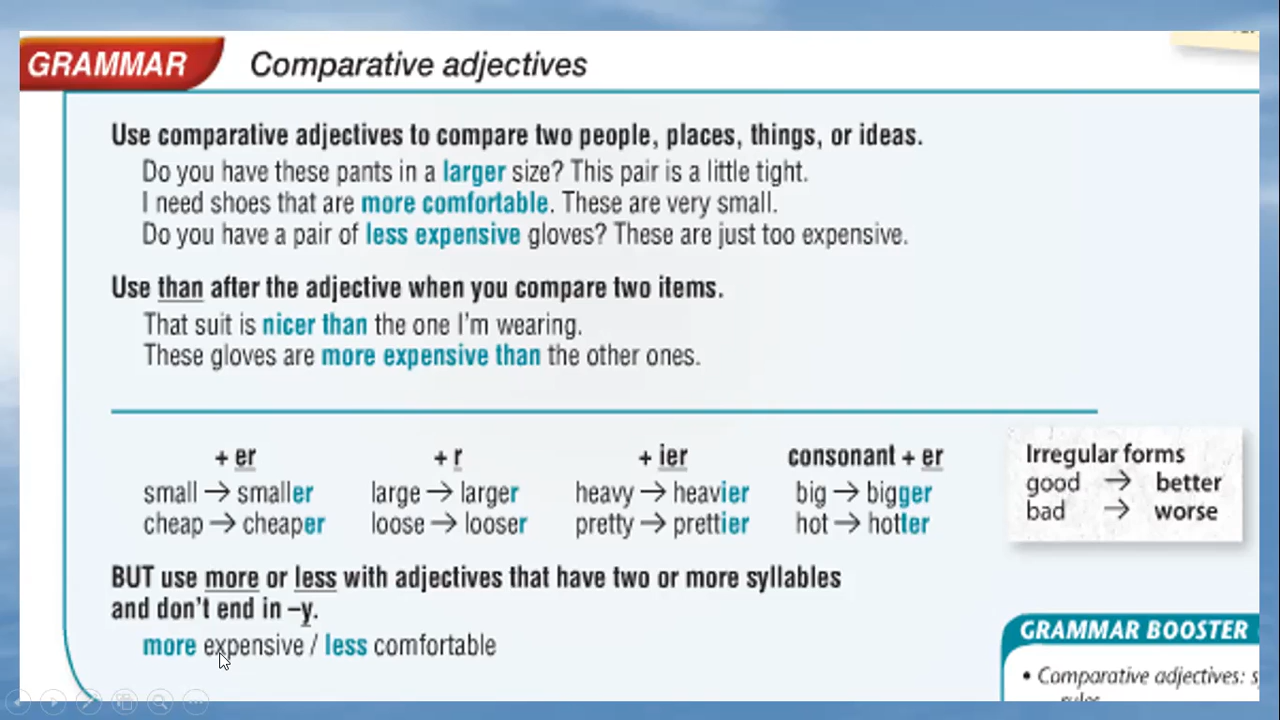 GRAMMAR Comparative adjectives
Use comparative adjectives to compare two people, places, things, or ideas.
Do you have these pants in a larger size? This pair is a little tight.
I need shoes that are more comfortable. These are very small.
Do you have a pair of less expensive gloves? These are just too expensive.
Use than after the adjective when you compare two items.
That suit is nicer than the one I'm wearing.
These gloves are more expensive than the other ones.
+ er
small → smaller
cheap → cheaper
+ r
large → larger
loose → looser
+ ier
heavy → heavier
pretty → prettier
consonant + er
big → bigger
hot → hotter
Irregular forms
good → better
bad → worse
BUT use more or less with adjectives that have two or more syllables
and don't end in –y.
more expensive / less comfortable
GRAMMAR BOOSTER
• Comparative adjectives: